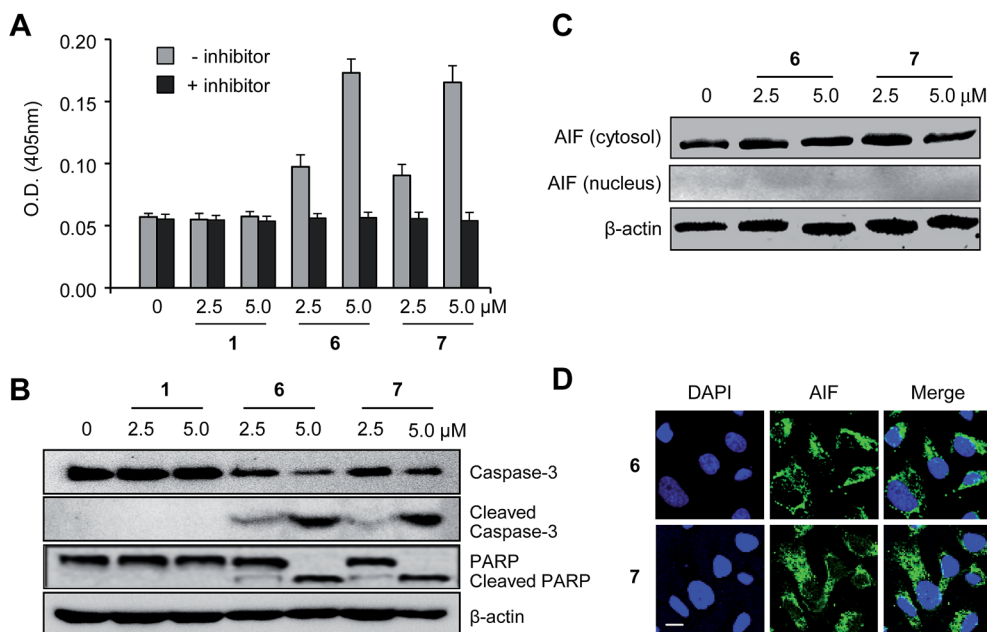 A
0.20
0.15
0.10
0.05
0.00
O.D. (405nm)
- inhibitor
+ inhibitor
0 2.5 5.0 2.5 5.0 2.5 5.0 μM
1 6 7
B
1 6 7
0 2.5 5.0 2.5 5.0 2.5 5.0 μM
Caspase-3
Cleaved
Caspase-3
PARP
Cleaved PARP
β-actin
C
6 7
0 2.5 5.0 2.5 5.0 μM
AIF (cytosol)
AIF (nucleus)
β-actin
D
DAPI AIF Merge
6
7